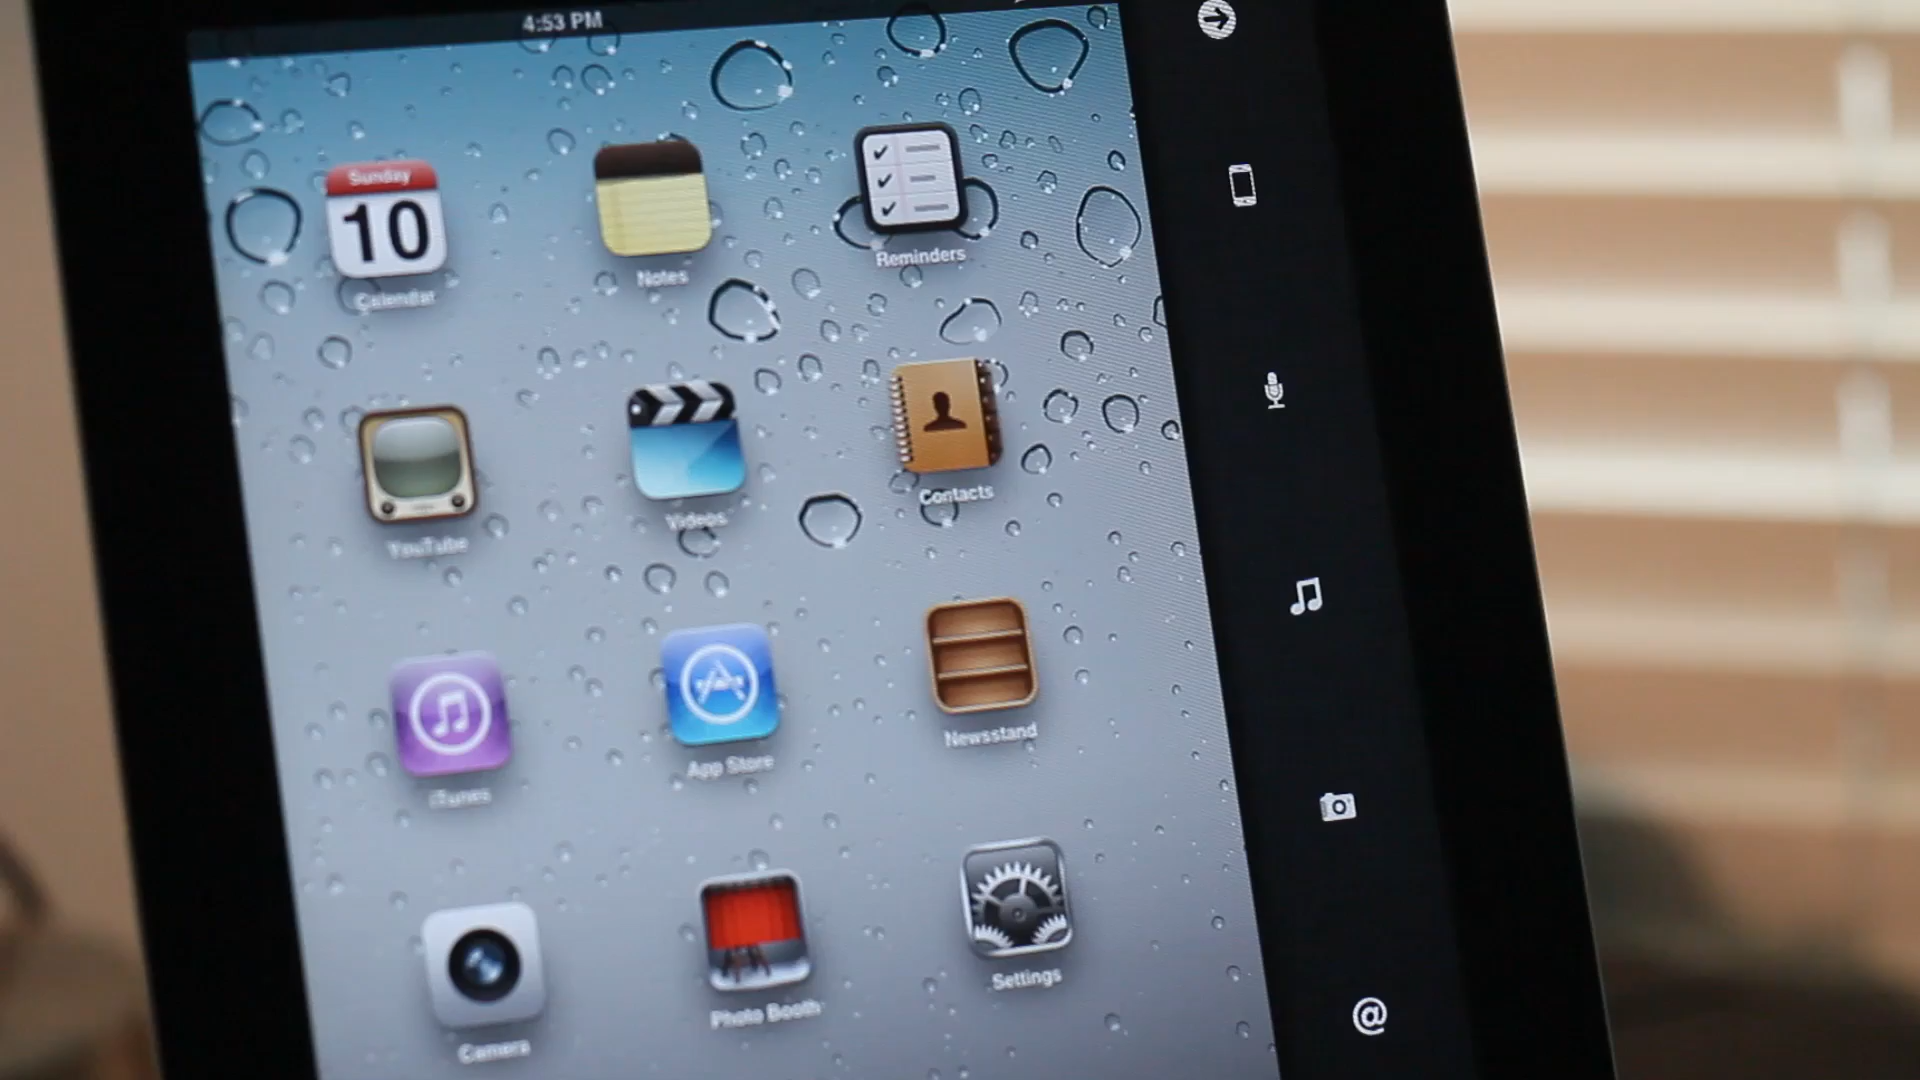 4:53 PM
Sunday
10
Calendar
Notes
Reminders
YouTube
Videos
Contacts
iTunes
App Store
Newsstand
Camera
Photo Booth
Settings
@